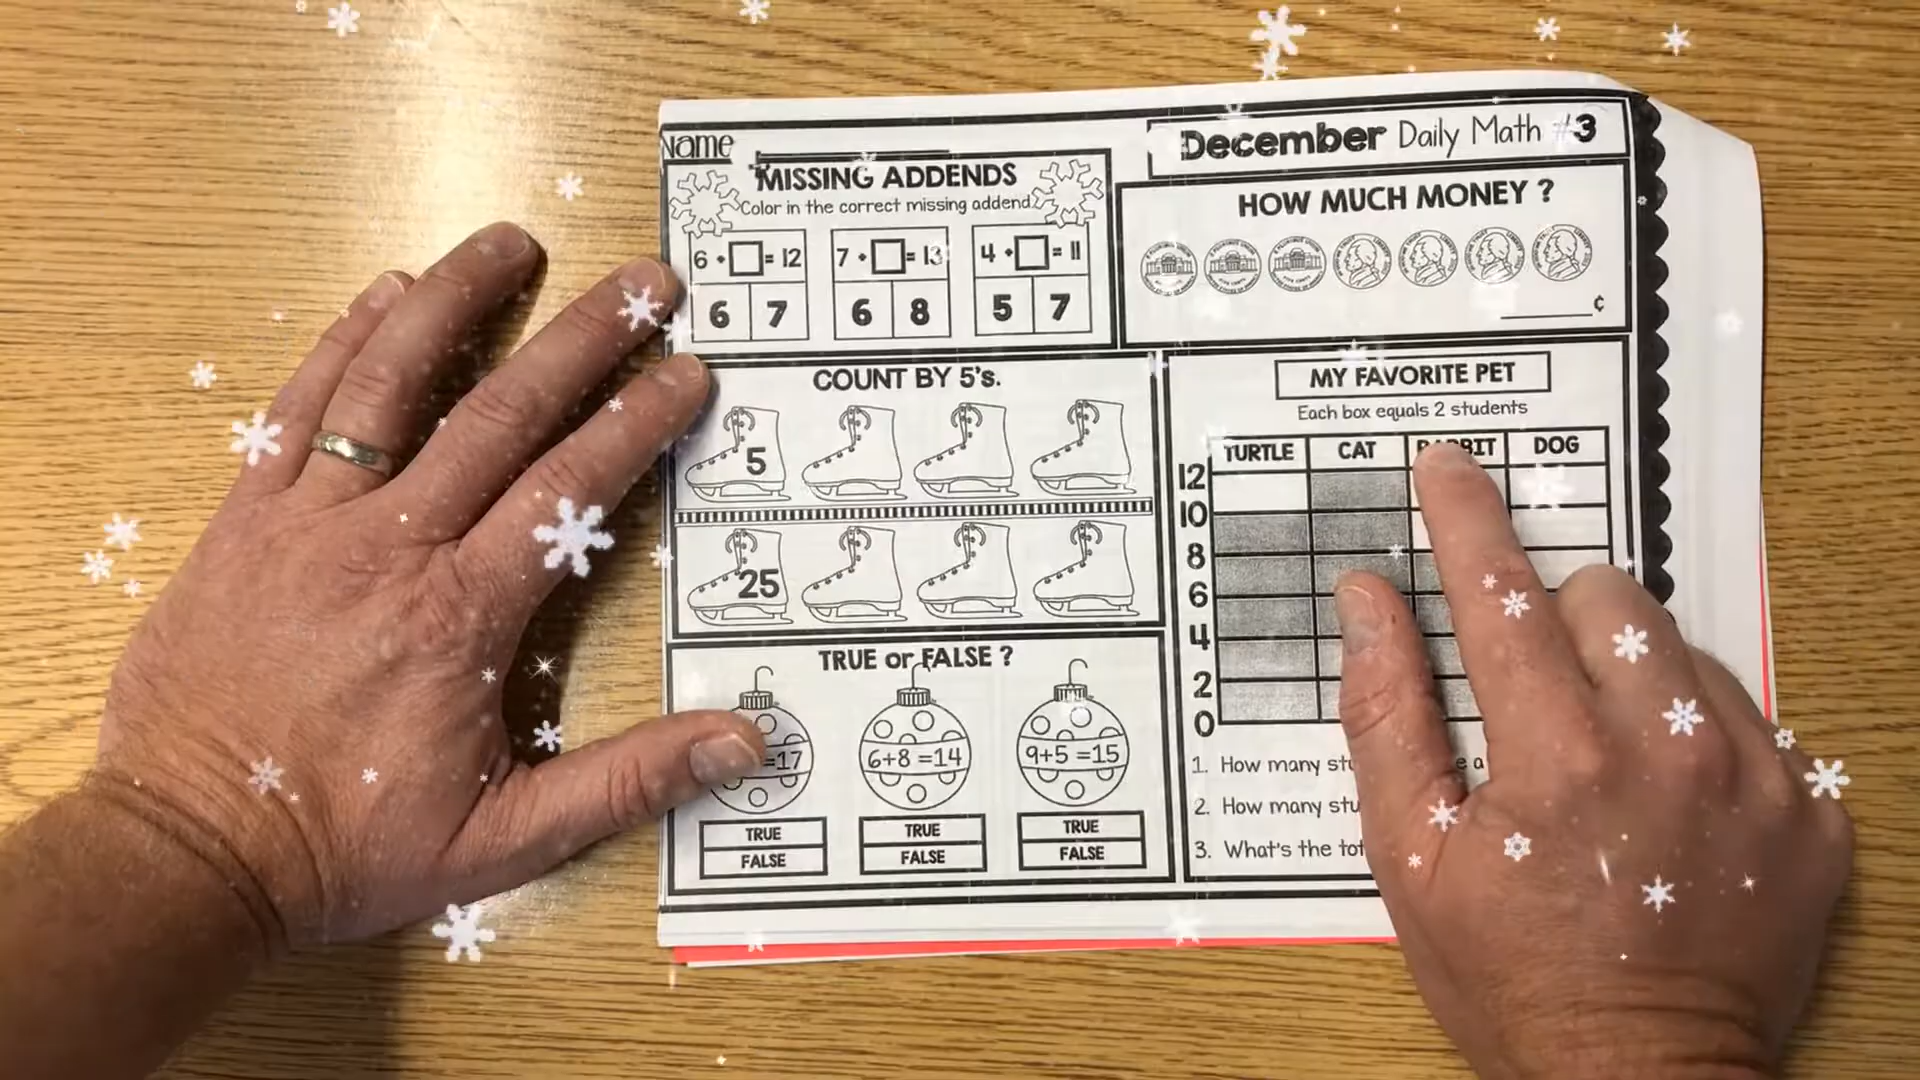 Name
December Daily Math #3
MISSING ADDENDS
Color in the correct missing addend.
6 + = 12
7 + = 13
4 + = 11
6 7
6 8
5 7
HOW MUCH MONEY ?
¢
COUNT BY 5's.
5
25
MY FAVORITE PET
Each box equals 2 students
TURTLE CAT RABBIT DOG
12
10
8
6
4
2
0
1. How many
2. How many
3. What's the
TRUE or FALSE ?
=17
6+8 =14
9+5 =15
TRUE TRUE TRUE
FALSE FALSE FALSE